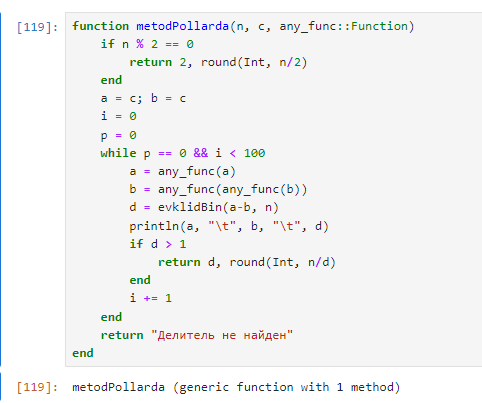 [119]: function metodPollarda(n, c, any_func::Function)
    if n % 2 == 0
        return 2, round(Int, n/2)
    end
    a = c; b = c
    i = 0
    p = 0
    while p == 0 && i < 100
        a = any_func(a)
        b = any_func(any_func(b))
        d = evklidBin(a-b, n)
        println(a, "\t", b, "\t", d)
        if d > 1
            return d, round(Int, n/d)
        end
        i += 1
    end
    return "Делитель не найден"
end
[119]: metodPollarda (generic function with 1 method)